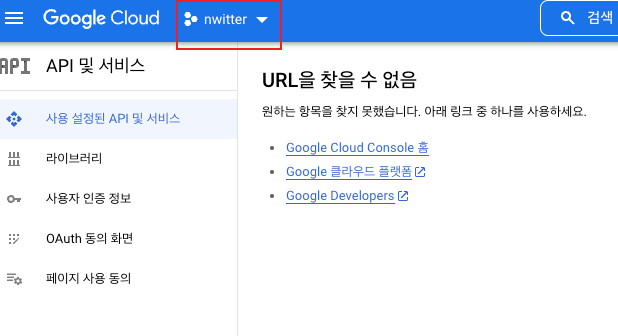 Google Cloud
nwitter
검색
API
API 및 서비스
사용 설정된 API 및 서비스
라이브러리
사용자 인증 정보
OAuth 동의 화면
페이지 사용 동의
URL을 찾을 수 없음
원하는 항목을 찾지 못했습니다. 아래 링크 중 하나를 사용하세요.
Google Cloud Console 홈
Google 클라우드 플랫폼
Google Developers